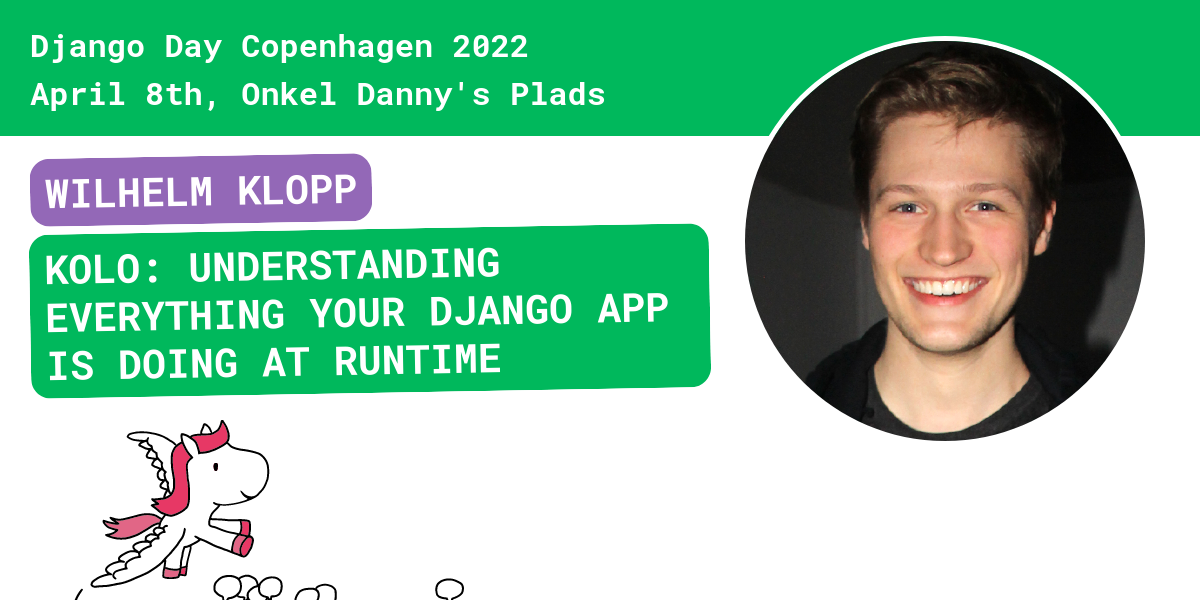 Django Day Copenhagen 2022
April 8th, Onkel Danny's Plads
WILHELM KLOPP
KOLO: UNDERSTANDING
EVERYTHING YOUR DJANGO APP
IS DOING AT RUNTIME